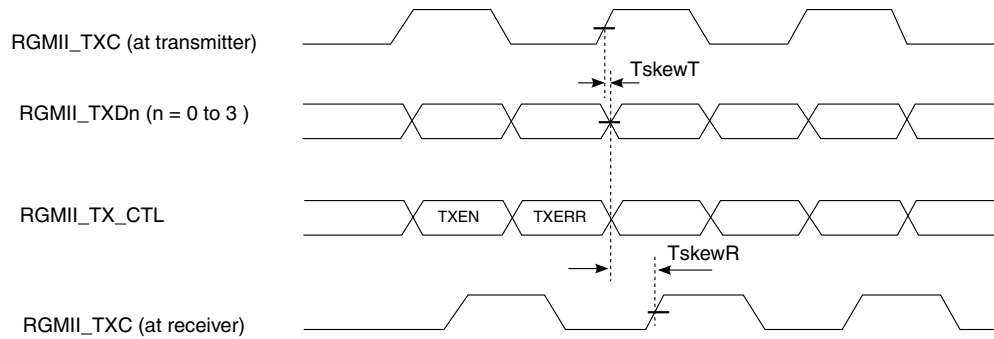 RGMII_TXC (at transmitter)
TskewT
RGMII_TXDn (n = 0 to 3 )
RGMII_TX_CTL
TXEN
TXERR
TskewR
RGMII_TXC (at receiver)